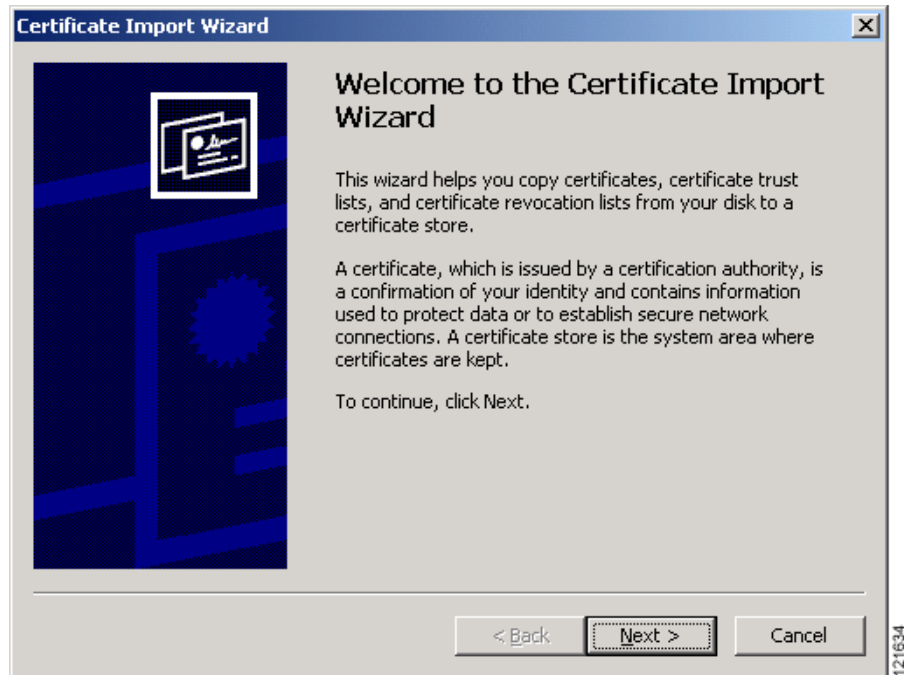 Certificate Import Wizard
Welcome to the Certificate Import
Wizard
This wizard helps you copy certificates, certificate trust
lists, and certificate revocation lists from your disk to a
certificate store.
A certificate, which is issued by a certification authority, is
a confirmation of your identity and contains information
used to protect data or to establish secure network
connections. A certificate store is the system area where
certificates are kept.
To continue, click Next.
< Back
Next >
Cancel
121634